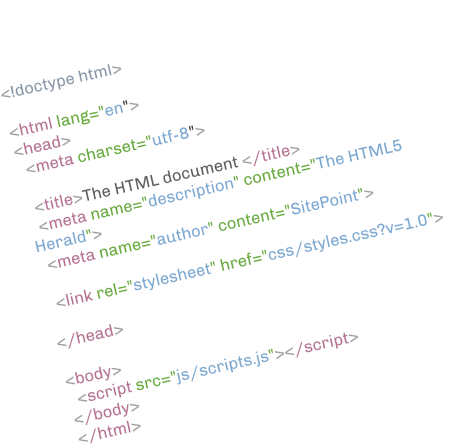 <!doctype html>
<html lang="en">
<head>
<meta charset="utf-8">
<title>The HTML document </title>
<meta name="description" content="The HTML5
Herald">
<meta name="author" content="SitePoint">
<link rel="stylesheet" href="css/styles.css?v=1.0">
</head>
<body>
<script src="js/scripts.js"></script>
</body>
</html>